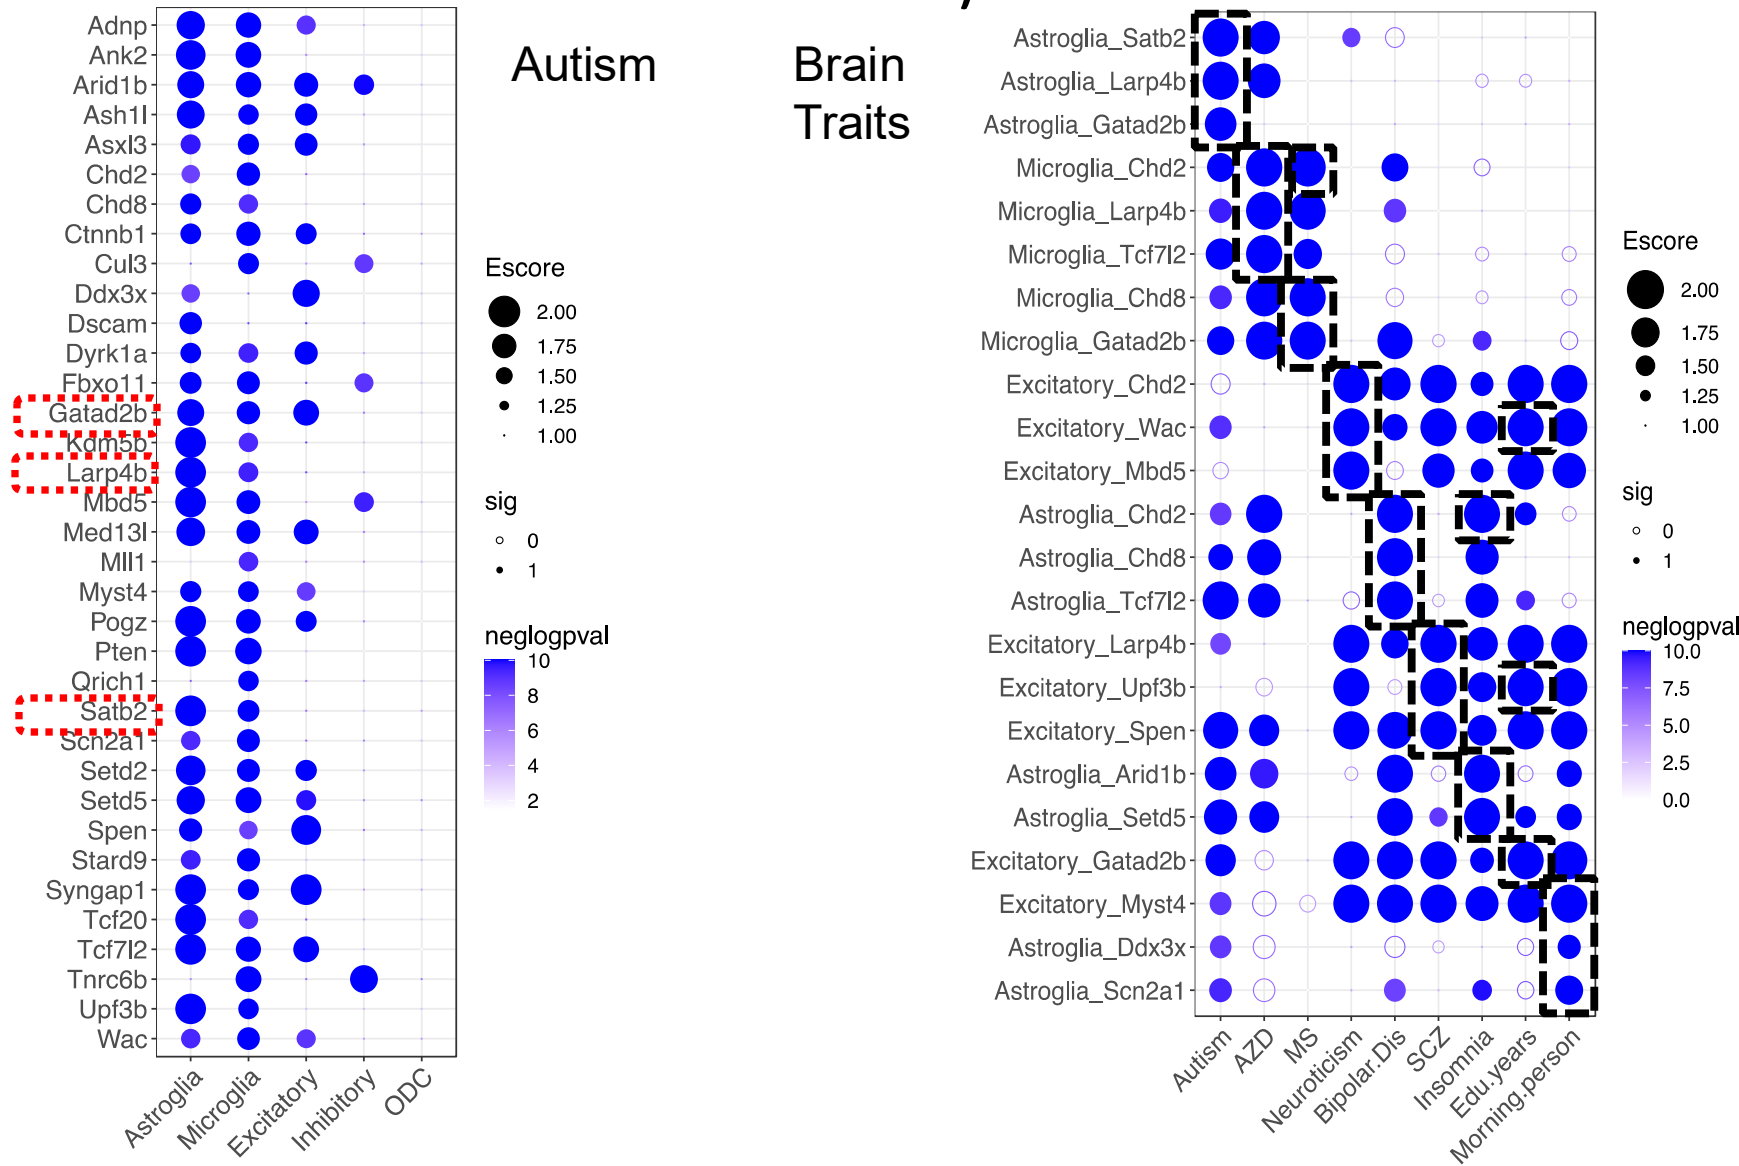 Adnp
Ank2
Arid1b
Ash1l
Asxl3
Chd2
Chd8
Ctnnb1
Cul3
Ddx3x
Dscam
Dyrk1a
Fbxo11
Gatad2b
Kdm5b
Larp4b
Mbd5
Med13l
Mll1
Myst4
Pogz
Pten
Qrich1
Satb2
Scn2a1
Setd2
Setd5
Spen
Stard9
Syngap1
Tcf20
Tcf7l2
Tnrc6b
Upf3b
Wac
Astroglia
Microglia
Excitatory
Inhibitory
ODC
Autism
Escore
2.00
1.75
1.50
1.25
1.00
sig
0
1
neglogpval
10
8
6
4
2
Brain
Traits
Astroglia_Satb2
Astroglia_Larp4b
Astroglia_Gatad2b
Microglia_Chd2
Microglia_Larp4b
Microglia_Tcf7l2
Microglia_Chd8
Microglia_Gatad2b
Excitatory_Chd2
Excitatory_Wac
Excitatory_Mbd5
Astroglia_Chd2
Astroglia_Chd8
Astroglia_Tcf7l2
Excitatory_Larp4b
Excitatory_Upf3b
Excitatory_Spen
Astroglia_Arid1b
Astroglia_Setd5
Excitatory_Gatad2b
Excitatory_Myst4
Astroglia_Ddx3x
Astroglia_Scn2a1
Autism
AZD
MS
Neuroticism
Bipolar.Dis
SCZ
Insomnia
Edu.years
Morning.person
Escore
2.00
1.75
1.50
1.25
1.00
sig
0
1
neglogpval
10.0
7.5
5.0
2.5
0.0